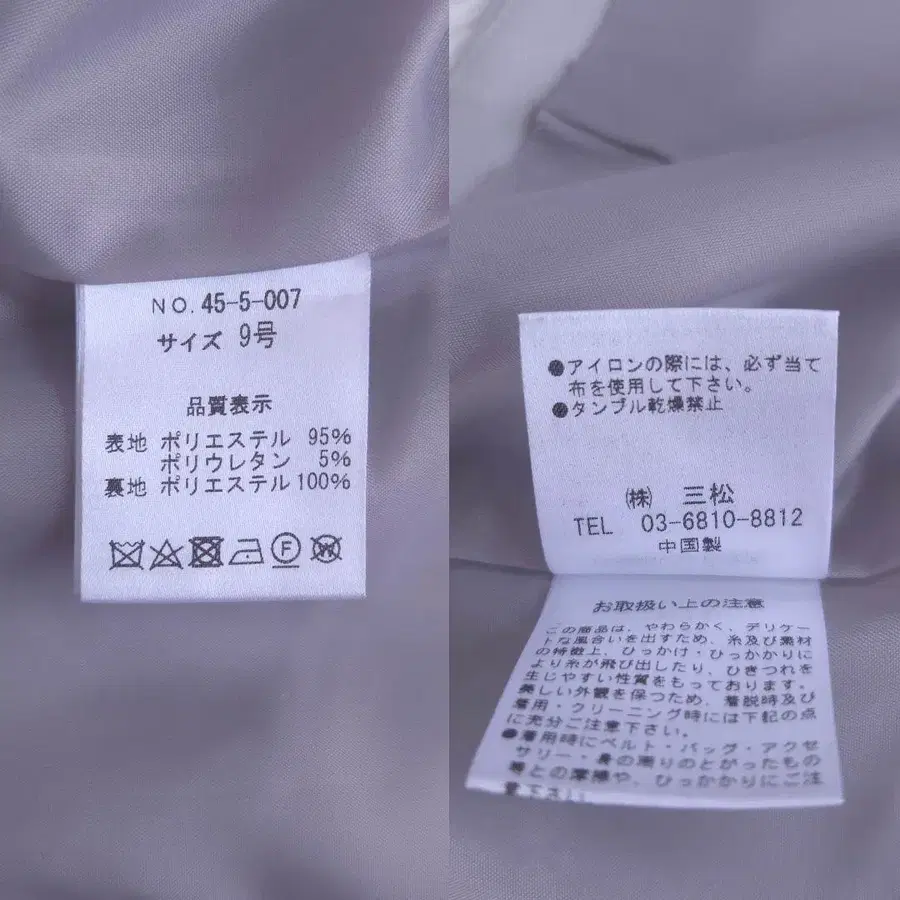 NO. 45-5-007
サイズ 9号
品質表示
表地 ポリエステル 95%
ポリウレタン 5%
裏地 ポリエステル 100%
F
W
●アイロンの際には、必ず当て
布を使用して下さい。
●タンブル乾燥禁止
㈱ 三松
TEL 03-6810-8812
中国製
お取扱い上の注意
この商品は、やわらかく、デリケー
トな風合いを出すため、糸及び素材
の特徴上、ひっかけ・ひっかかりに
より糸が飛び出したり、ひきつれを
生じやすい性質をもっております。
美しい外観を保つため、着脱時及び
着用・クリーニング時には下記の点
に充分ご注意下さい。
●着用時にベルト・バッグ・アクセ
サリー・身の周りのとがったもの
等との摩擦や、ひっかかりにご注
意下さい。